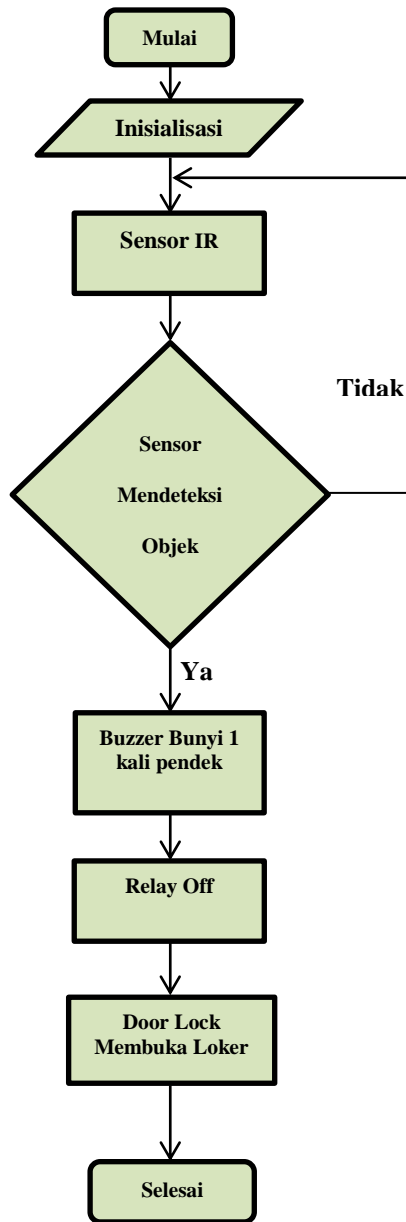 Mulai
Inisialisasi
Sensor IR
Tidak
Sensor
Mendeteksi
Objek
Ya
Buzzer Bunyi 1
kali pendek
Relay Off
Door Lock
Membuka Loker
Selesai